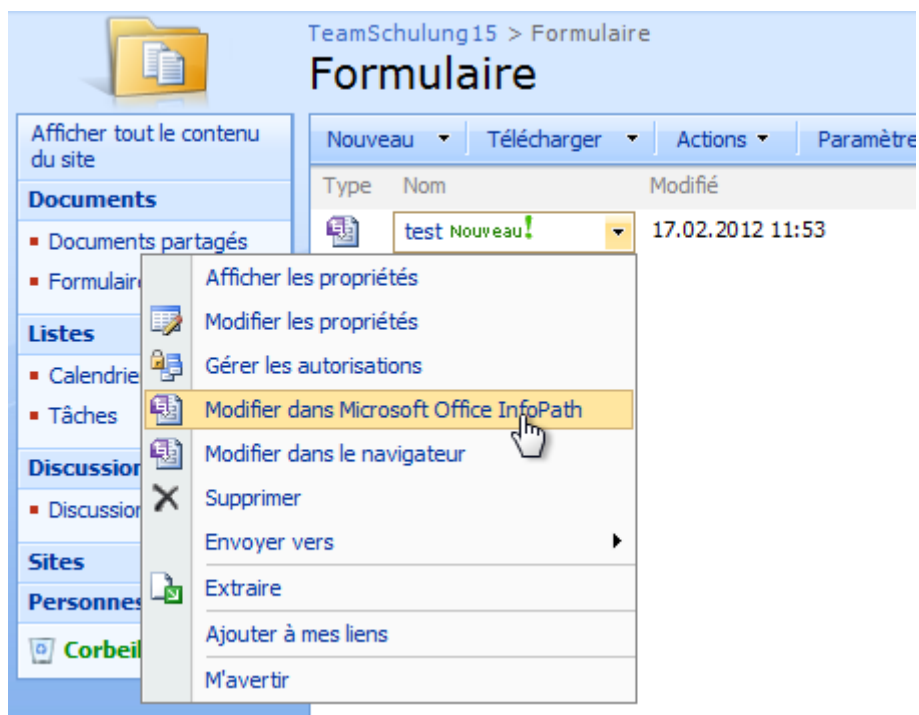 TeamSchulung15 > Formulaire
Formulaire
Afficher tout le contenu
du site
Documents
Documents partagés
Formulair
Listes
Calendrie
Tâches
Discussion
Discussion
Sites
Personnes
Corbeil
Nouveau
Télécharger
Actions
Paramètre
Type
Nom
Modifié
test Nouveau!
17.02.2012 11:53
Afficher les propriétés
Modifier les propriétés
Gérer les autorisations
Modifier dans Microsoft Office InfoPath
Modifier dans le navigateur
Supprimer
Envoyer vers
Extraire
Ajouter à mes liens
M'avertir